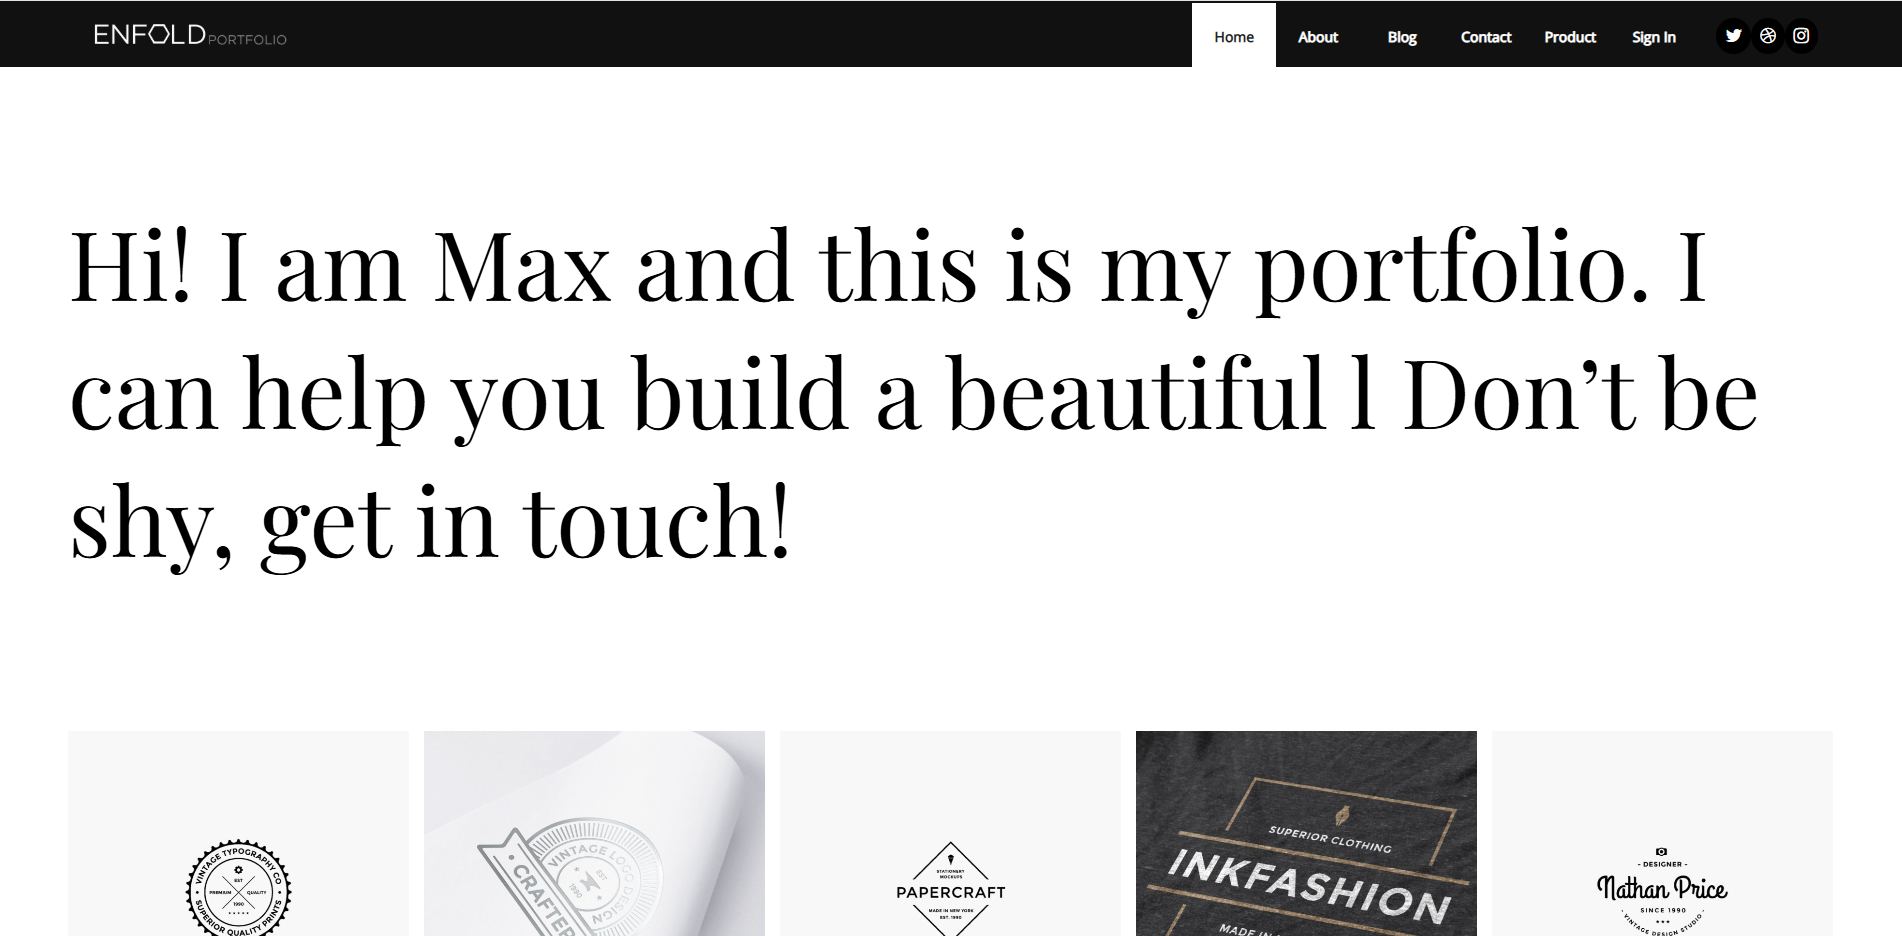 ENFOLD PORTFOLIO
Home About Blog Contact Product Sign In
Hi! I am Max and this is my portfolio. I
can help you build a beautiful l Don’t be
shy, get in touch!
VINTAGE TYPOGRAPHY CO
EST
PREMIUM QUALITY
1990
SUPERIOR QUALITY PRINTS
VINTAGE LOGO DESIGN
EST
1990
STATIONERY
MOCKUPS
PAPERCRAFT
MADE IN NEW YORK
EST. 1990
SUPERIOR CLOTHING
INKFASHION
MADE IN
- DESIGNER -
Nathan Price
SINCE 1990
VINTAGE DESIGN STUDIO